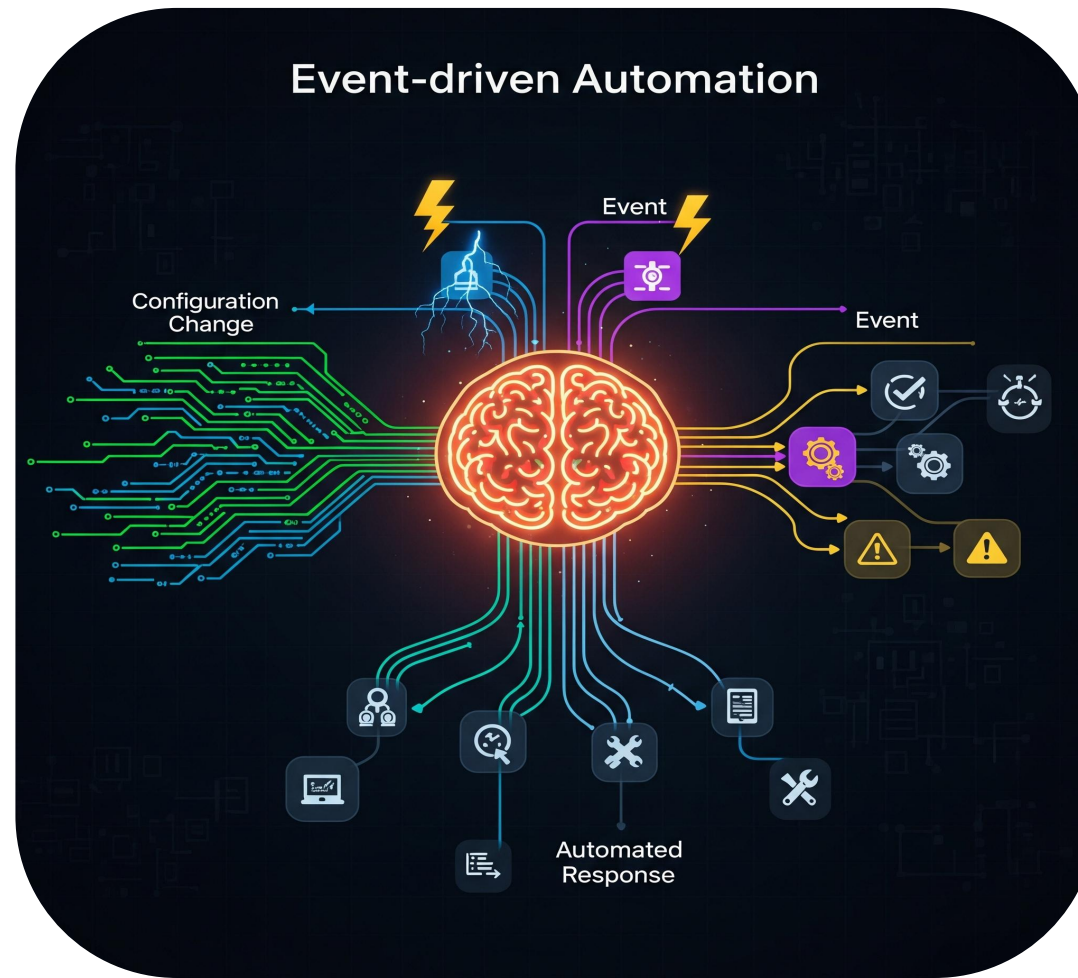 Event-driven Automation
Event
Configuration
Change
Event
Automated
Response